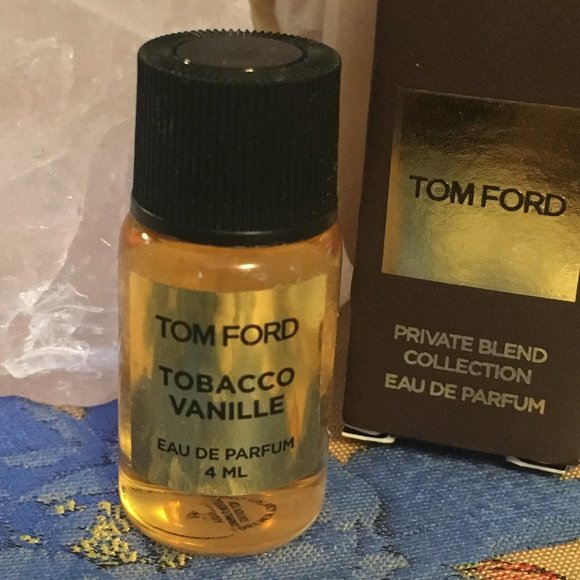 TOM FORD
TOBACCO
VANILLE
EAU DE PARFUM
4 ML
TOM FORD
PRIVATE BLEND
COLLECTION
EAU DE PARFUM